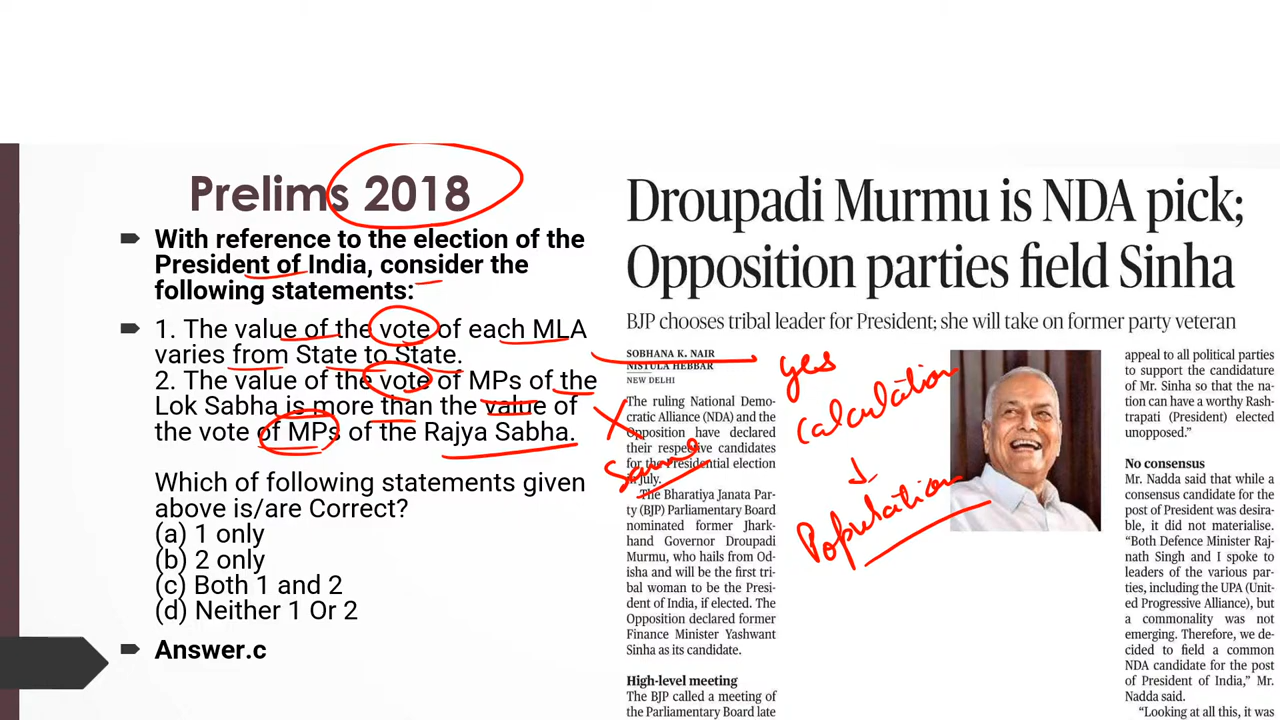 Prelims 2018
With reference to the election of the
President of India, consider the
following statements:
1. The value of the vote of each MLA
varies from State to State.
2. The value of the vote of MPs of the
Lok Sabha is more than the value of
the vote of MPs of the Rajya Sabha.
Which of following statements given
above is/are Correct?
(a) 1 only
(b) 2 only
(c) Both 1 and 2
(d) Neither 1 Or 2
Answer.c
Droupadi Murmu is NDA pick;
Opposition parties field Sinha
BJP chooses tribal leader for President; she will take on former party veteran
SOBHANA K. NAIR
NISTULA HEBBAR
NEW DELHI
The ruling National Demo-
cratic Alliance (NDA) and the
Opposition have declared
their respective candidates
for the Presidential election
in July.
The Bharatiya Janata Par-
ty (BJP) Parliamentary Board
nominated former Jhark-
hand Governor Droupadi
Murmu, who hails from Od-
isha and will be the first tri-
bal woman to be the Presi-
dent of India, if elected. The
Opposition declared former
Finance Minister Yashwant
Sinha as its candidate.
High-level meeting
The BJP called a meeting of
the Parliamentary Board late
X
Same
yes
Calculation
↓
Population
appeal to all political parties
to support the candidature
of Mr. Sinha so that the na-
tion can have a worthy Rash-
trapati (President) elected
unopposed.”
No consensus
Mr. Nadda said that while a
consensus candidate for the
post of President was desira-
ble, it did not materialise.
“Both Defence Minister Raj-
nath Singh and I spoke to
leaders of the various par-
ties, including the UPA (Unit-
ed Progressive Alliance), but
a commonality was not
emerging. Therefore, we de-
cided to field a common
NDA candidate for the post
of President of India,” Mr.
Nadda said.
“Looking at all this, it was